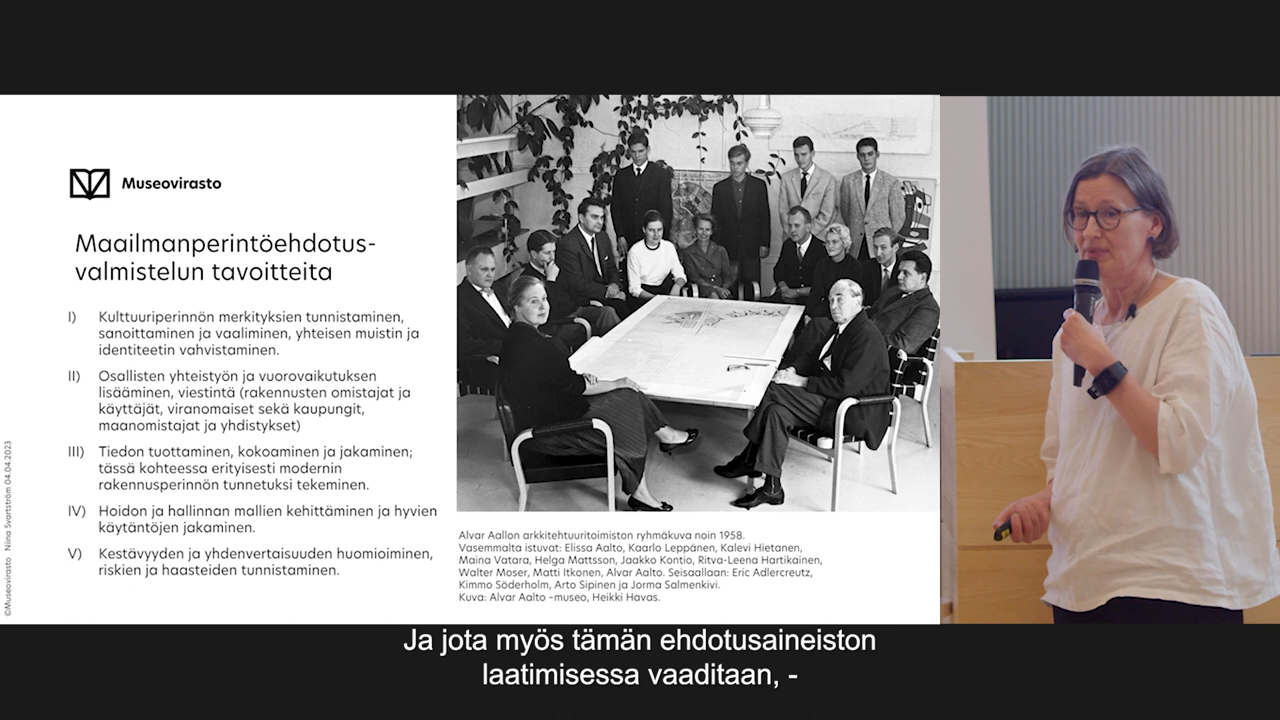 Museovirasto
Maailmanperintöehdotus-
valmistelun tavoitteita
I) Kulttuuriperinnön merkityksien tunnistaminen,
sanoittaminen ja vaaliminen, yhteisen muistin ja
identiteetin vahvistaminen.
II) Osallisten yhteistyön ja vuorovaikutuksen
lisääminen, viestintä (rakennusten omistajat ja
käyttäjät, viranomaiset sekä kaupungit,
maanomistajat ja yhdistykset)
III) Tiedon tuottaminen, kokoaminen ja jakaminen;
tässä kohteessa erityisesti modernin
rakennusperinnön tunnetuksi tekeminen.
IV) Hoidon ja hallinnan mallien kehittäminen ja hyvien
käytäntöjen jakaminen.
V) Kestävyyden ja yhdenvertaisuuden huomioiminen,
riskien ja haasteiden tunnistaminen.
©Museovirasto Niina Svartström 04.04.2023
Alvar Aallon arkkitehtuuritoimiston ryhmäkuva noin 1958.
Vasemmalta istuvat: Elissa Aalto, Kaarlo Leppänen, Kalevi Hietanen,
Maina Vatara, Helga Mattsson, Jaakko Kontio, Ritva-Leena Hartikainen,
Walter Moser, Matti Itkonen, Alvar Aalto. Seisaallaan: Eric Adlercreutz,
Kimmo Söderholm, Arto Sipinen ja Jorma Salmenkivi.
Kuva: Alvar Aalto –museo, Heikki Havas.
Ja jota myös tämän ehdotusaineiston
laatimisessa vaaditaan, -